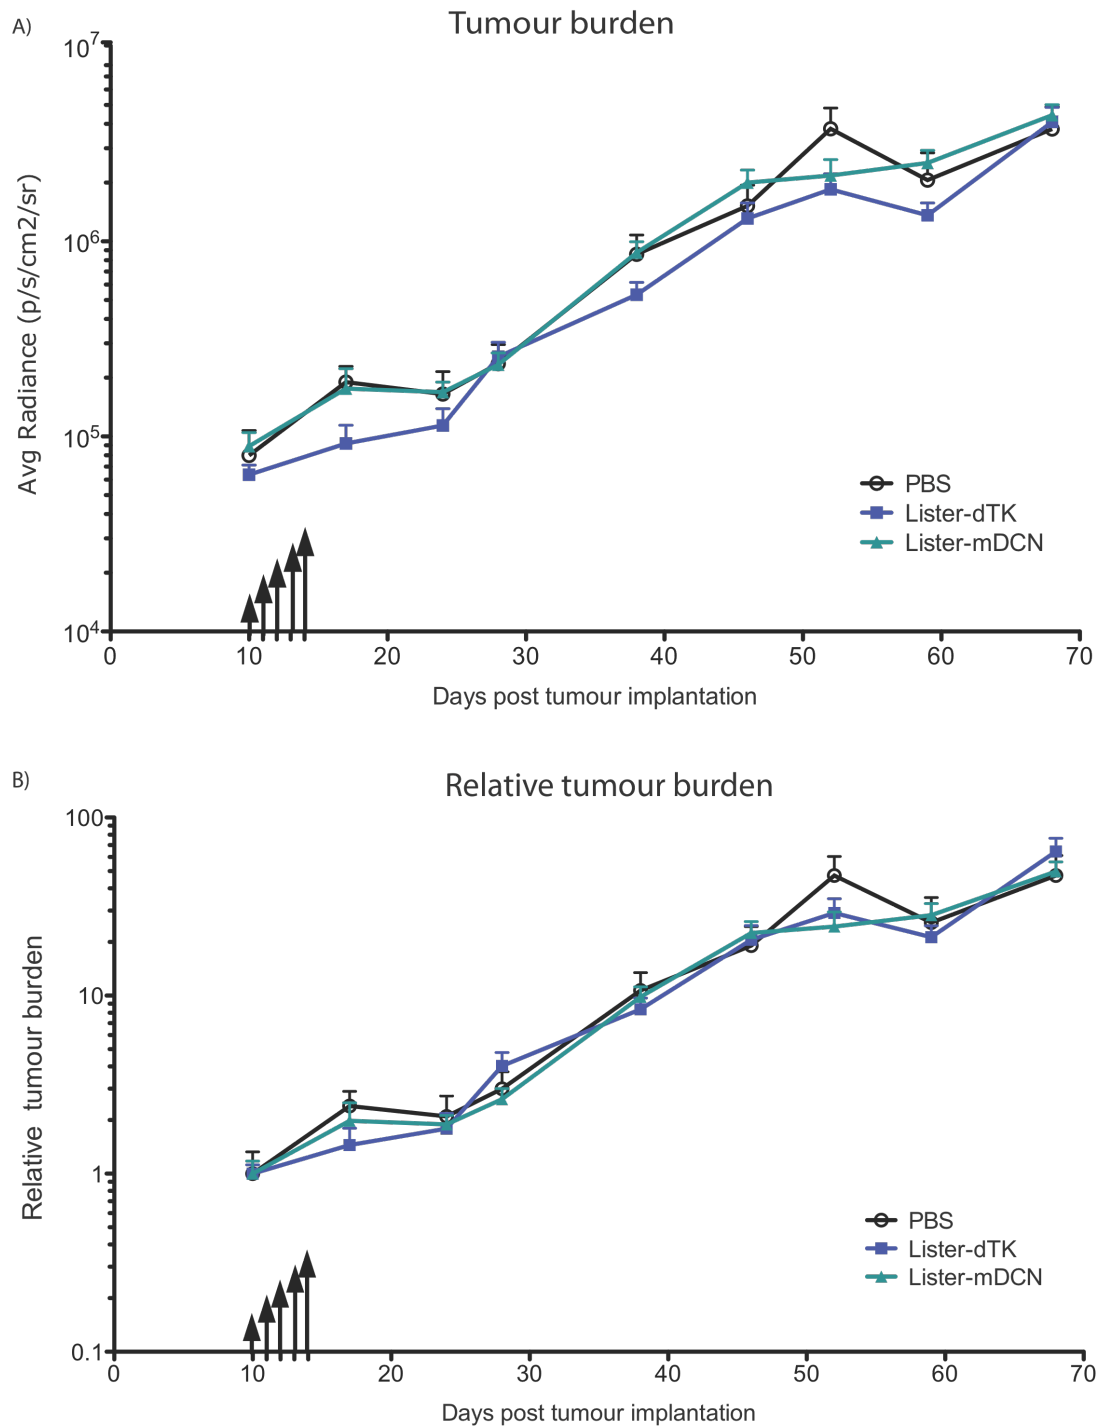 A)
Tumour burden
10^7
10^6
10^5
10^4
Avg Radiance (p/s/cm2/sr)
PBS
Lister-dTK
Lister-mDCN
0 10 20 30 40 50 60 70
Days post tumour implantation
B)
Relative tumour burden
100
10
1
0.1
Relative tumour burden
PBS
Lister-dTK
Lister-mDCN
0 10 20 30 40 50 60 70
Days post tumour implantation